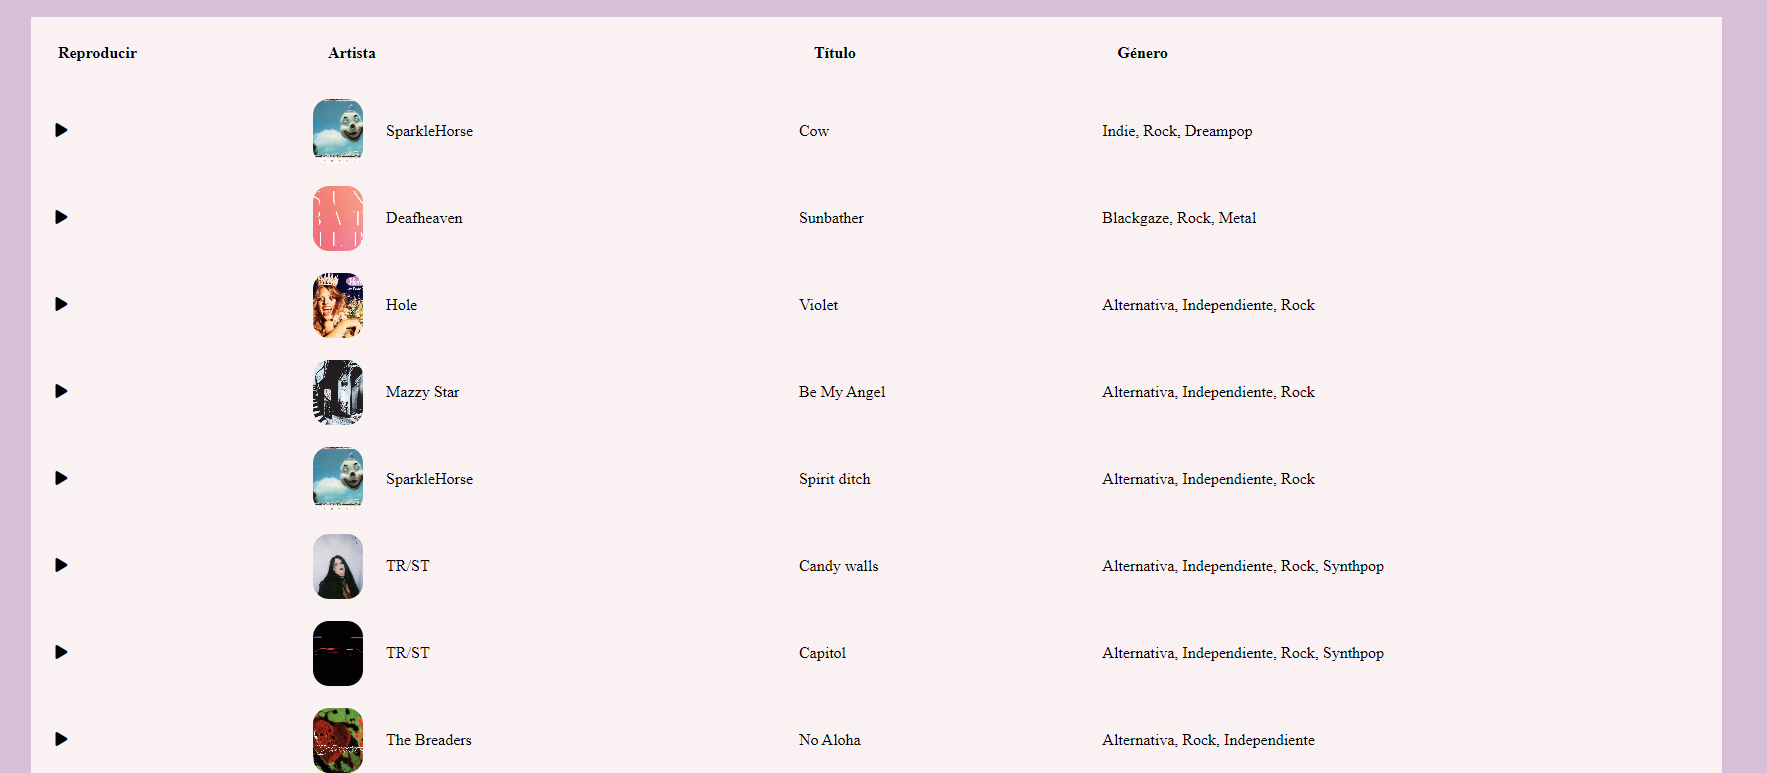 Reproducir Artista Título Género
SparkleHorse Cow Indie, Rock, Dreampop
Deafheaven Sunbather Blackgaze, Rock, Metal
Hole Violet Alternativa, Independiente, Rock
Mazzy Star Be My Angel Alternativa, Independiente, Rock
SparkleHorse Spirit ditch Alternativa, Independiente, Rock
TR/ST Candy walls Alternativa, Independiente, Rock, Synthpop
TR/ST Capitol Alternativa, Independiente, Rock, Synthpop
The Breaders No Aloha Alternativa, Rock, Independiente